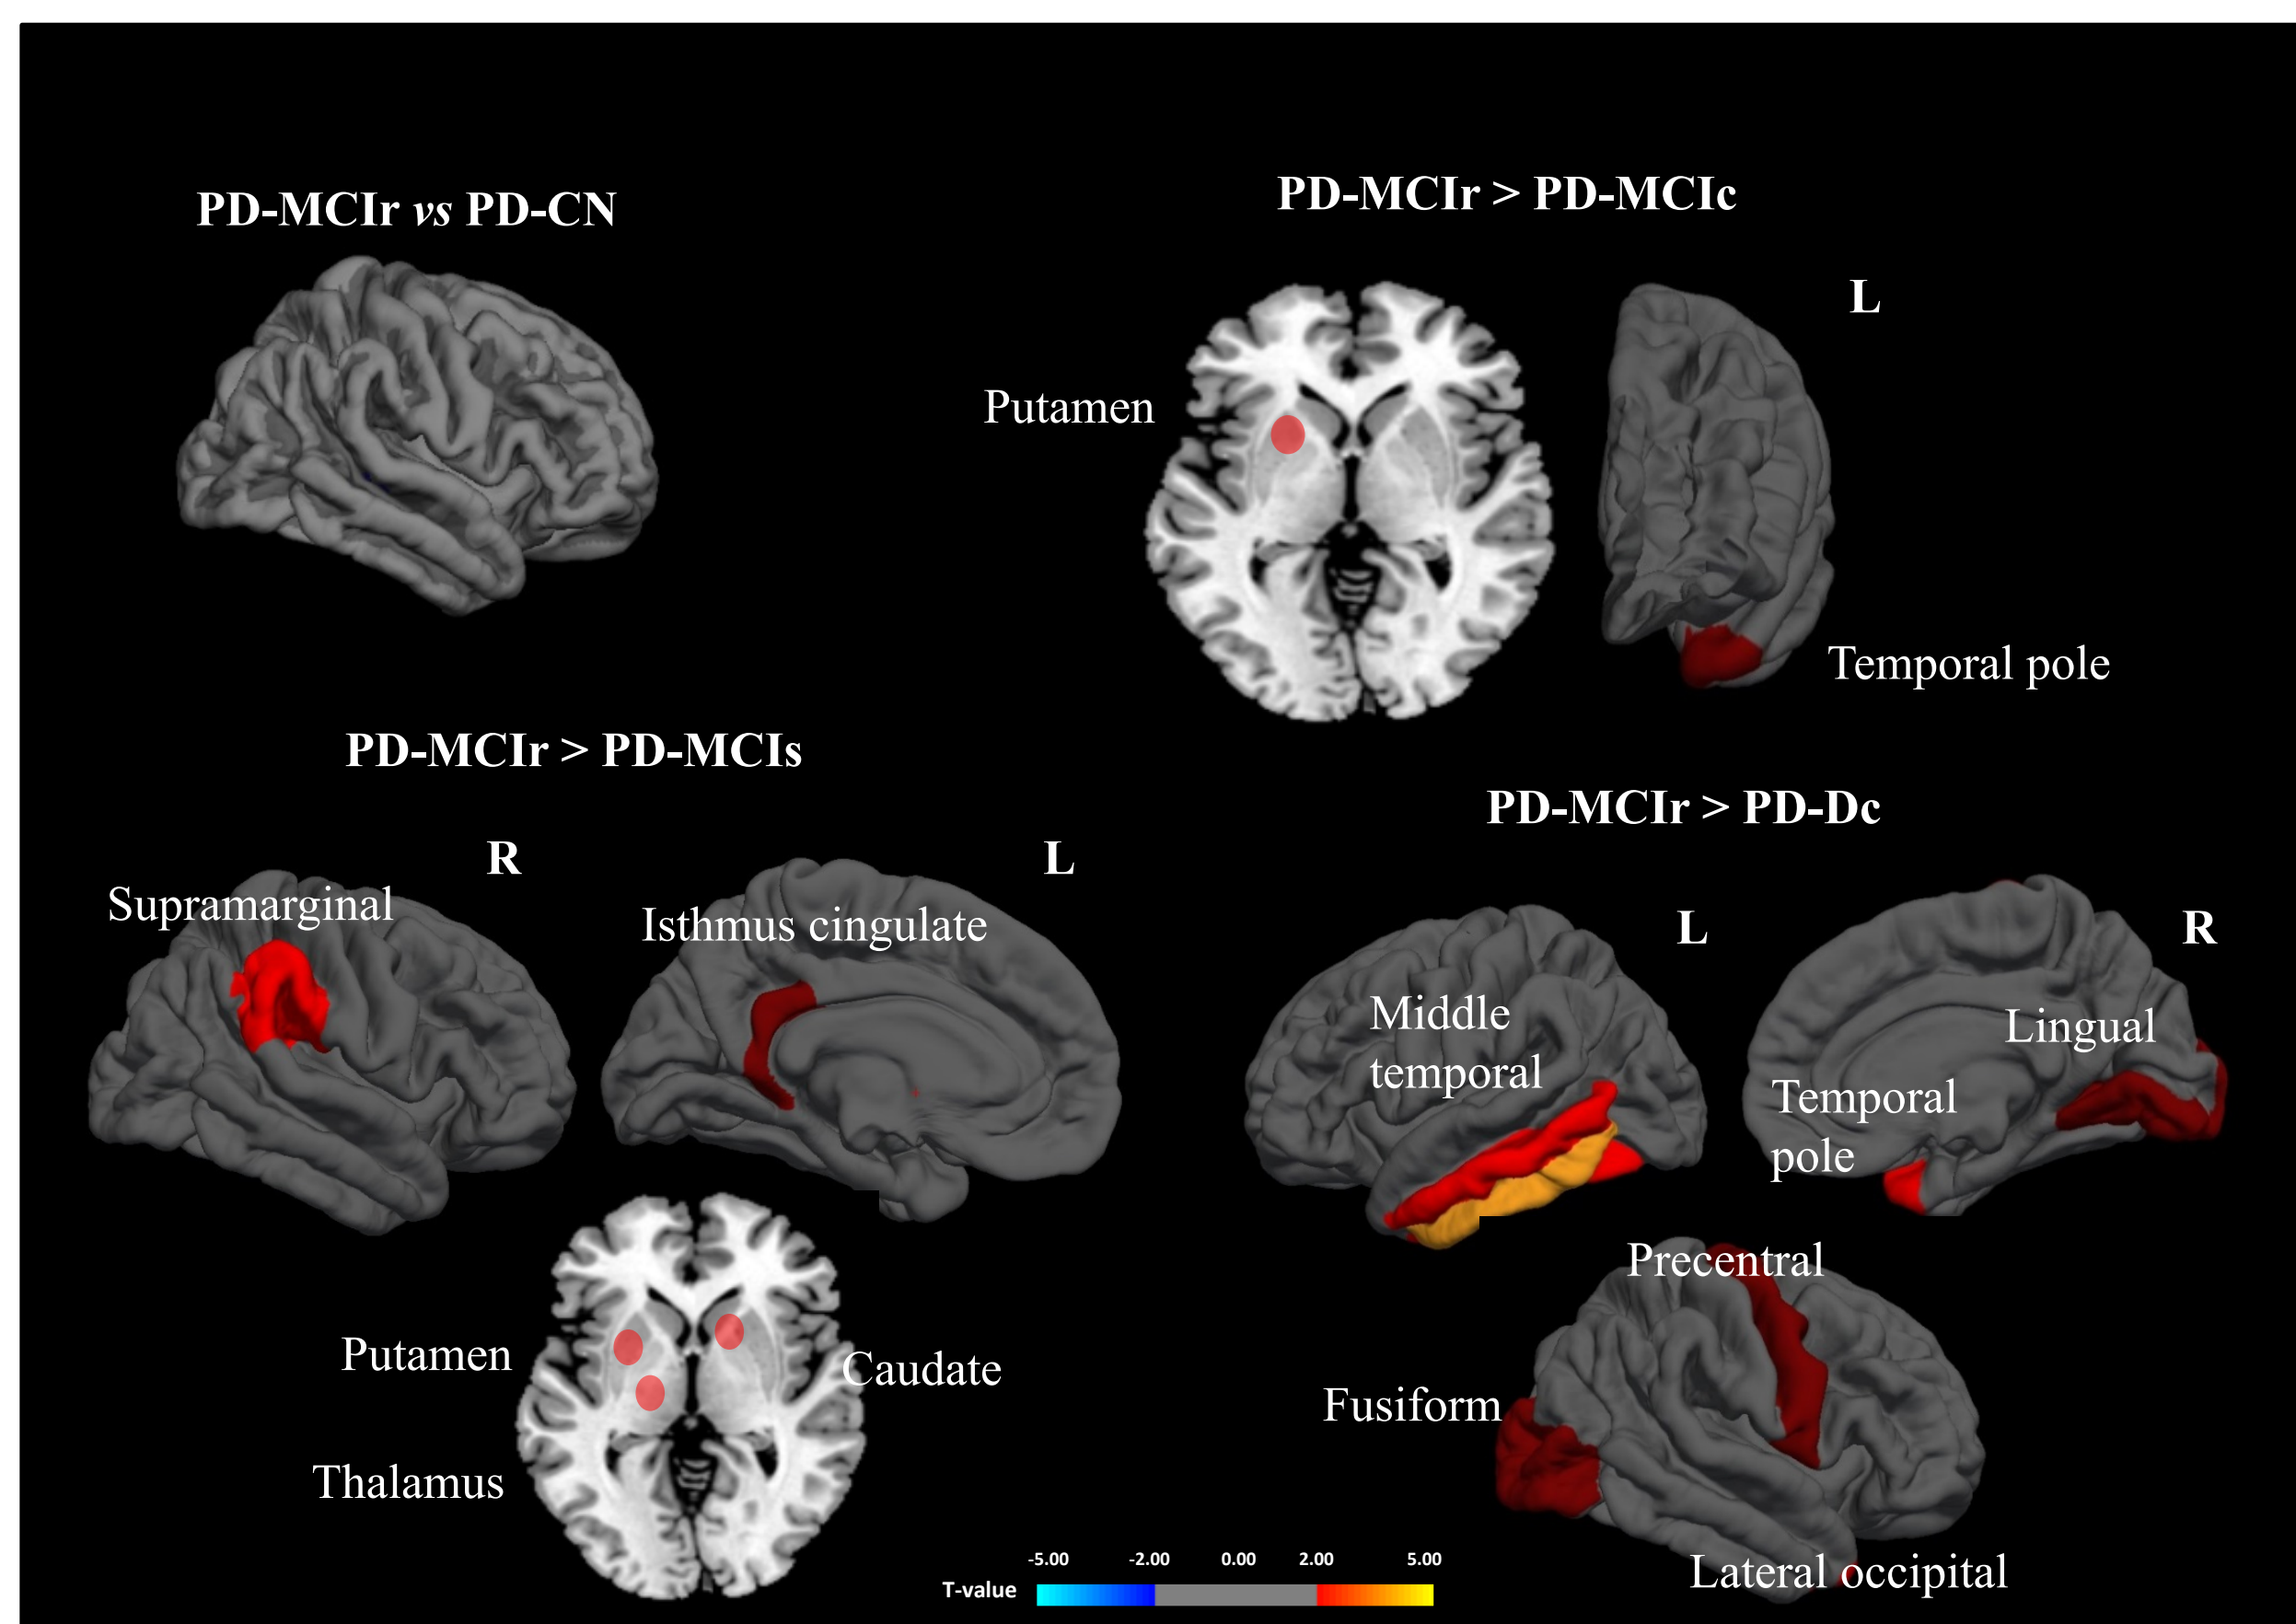 PD-MCIr vs PD-CN
PD-MCIr > PD-MCIc
L
Putamen
Temporal pole
PD-MCIr > PD-MCIs
R
L
Supramarginal
Isthmus cingulate
Putamen
Caudate
Thalamus
PD-MCIr > PD-Dc
L
R
Middle
temporal
Lingual
Temporal
pole
Precentral
Fusiform
Lateral occipital
-5.00 -2.00 0.00 2.00 5.00
T-value